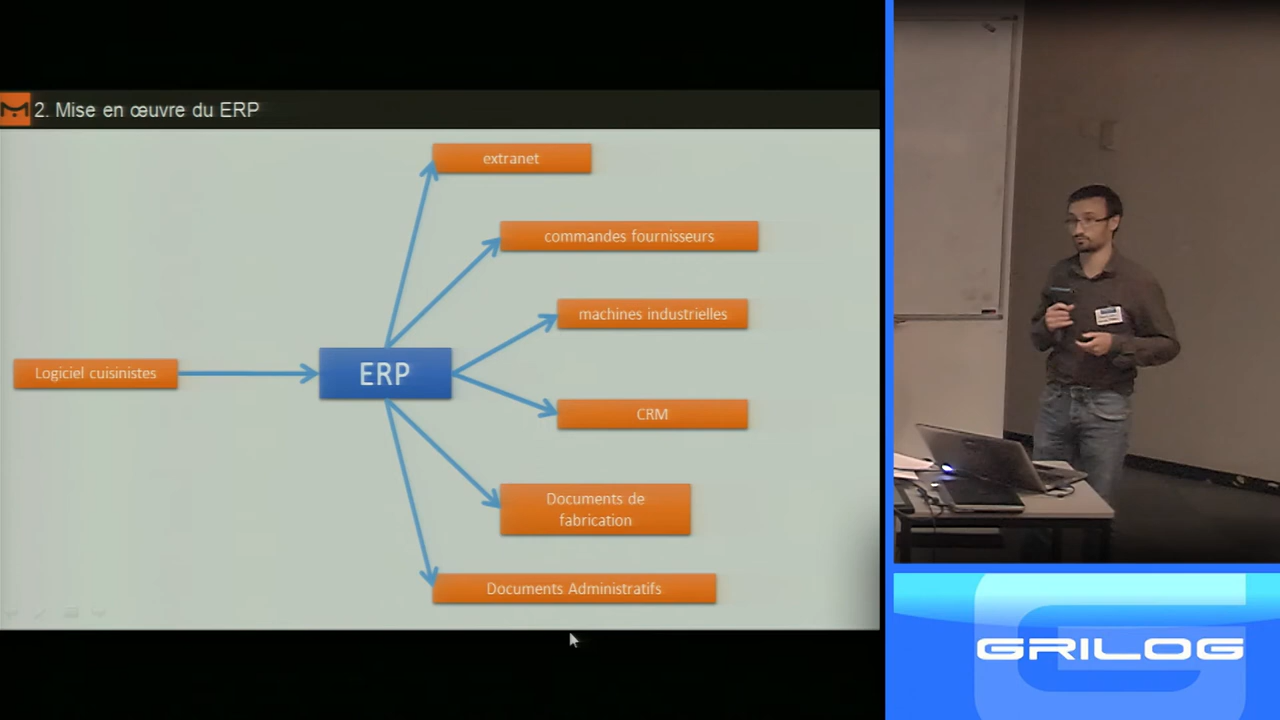 2. Mise en œuvre du ERP
extranet
commandes fournisseurs
machines industrielles
Logiciel cuisinistes
ERP
CRM
Documents de
fabrication
Documents Administratifs
GRILOG